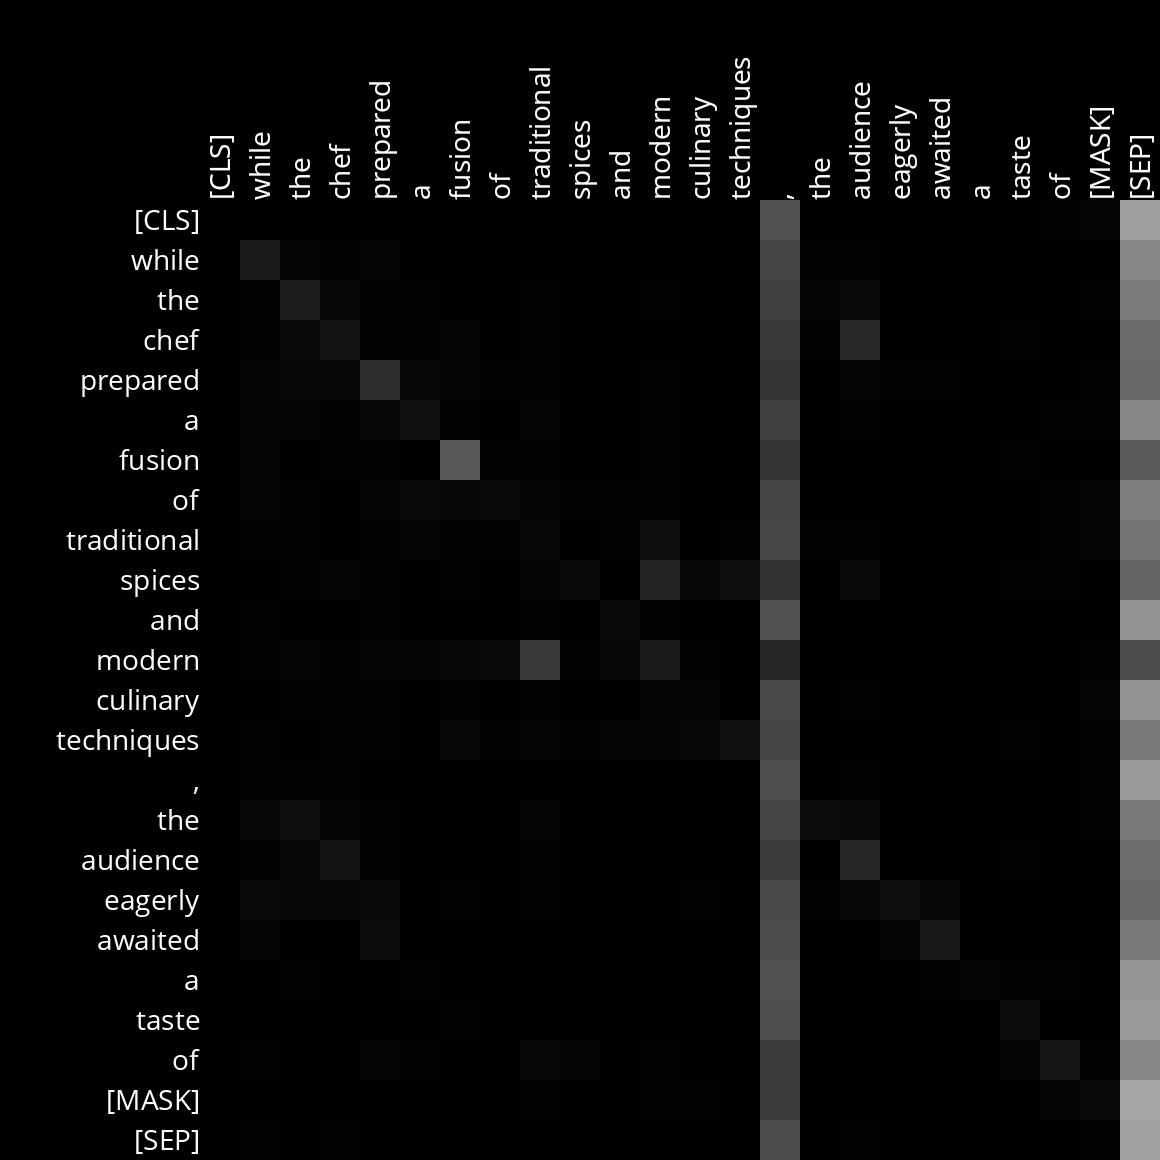 [CLS] while the chef prepared a fusion of traditional spices and modern culinary techniques , the audience eagerly awaited a taste of [MASK] [SEP]
[CLS]
while
the
chef
prepared
a
fusion
of
traditional
spices
and
modern
culinary
techniques
,
the
audience
eagerly
awaited
a
taste
of
[MASK]
[SEP]